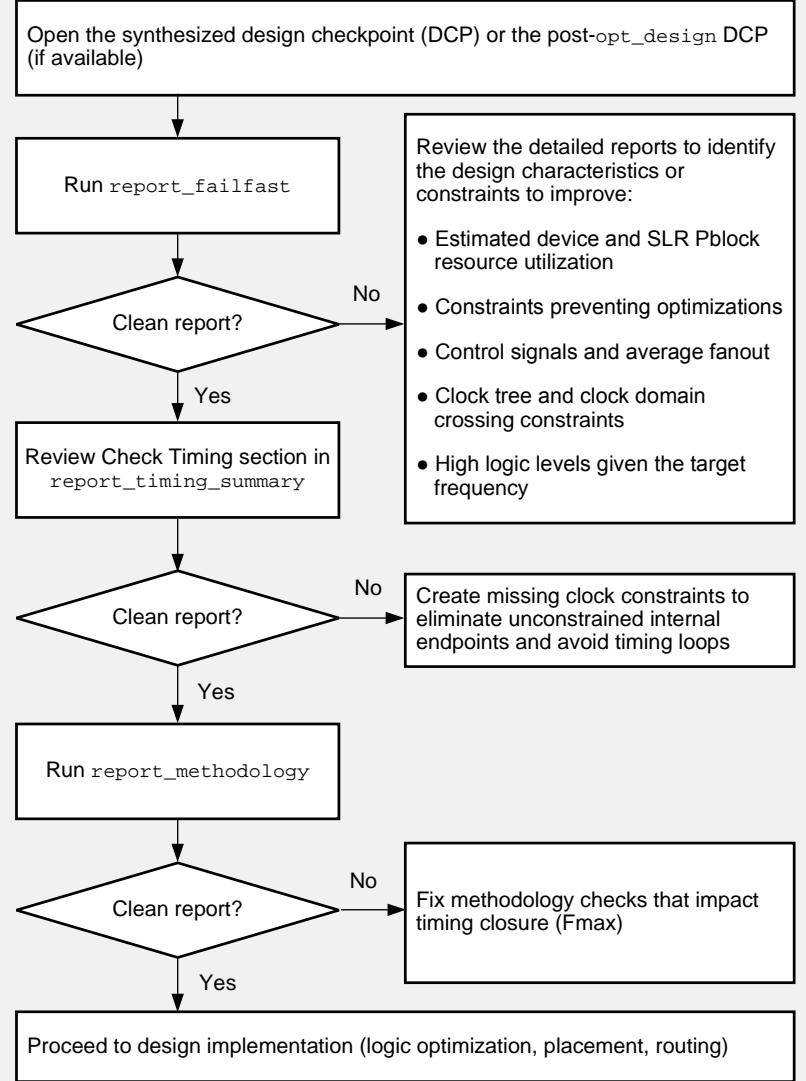 Open the synthesized design checkpoint (DCP) or the post-opt_design DCP
(if available)
Run report_failfast
Review the detailed reports to identify
the design characteristics or
constraints to improve:
● Estimated device and SLR Pblock
resource utilization
● Constraints preventing optimizations
● Control signals and average fanout
● Clock tree and clock domain
crossing constraints
● High logic levels given the target
frequency
Clean report?
No
Yes
Review Check Timing section in
report_timing_summary
Clean report?
No
Create missing clock constraints to
eliminate unconstrained internal
endpoints and avoid timing loops
Yes
Run report_methodology
Clean report?
No
Fix methodology checks that impact
timing closure (Fmax)
Yes
Proceed to design implementation (logic optimization, placement, routing)